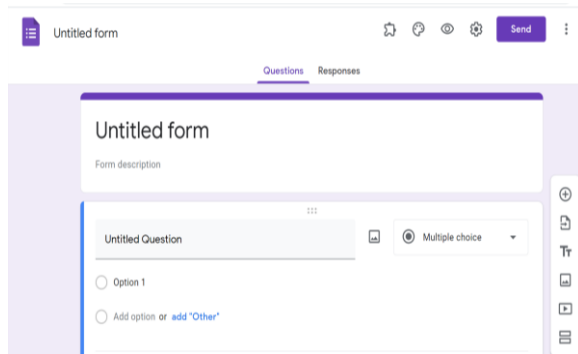 Untitled form
Send
Questions Responses
Untitled form
Form description
Untitled Question
Multiple choice
Option 1
Add option or add "Other"
Tт